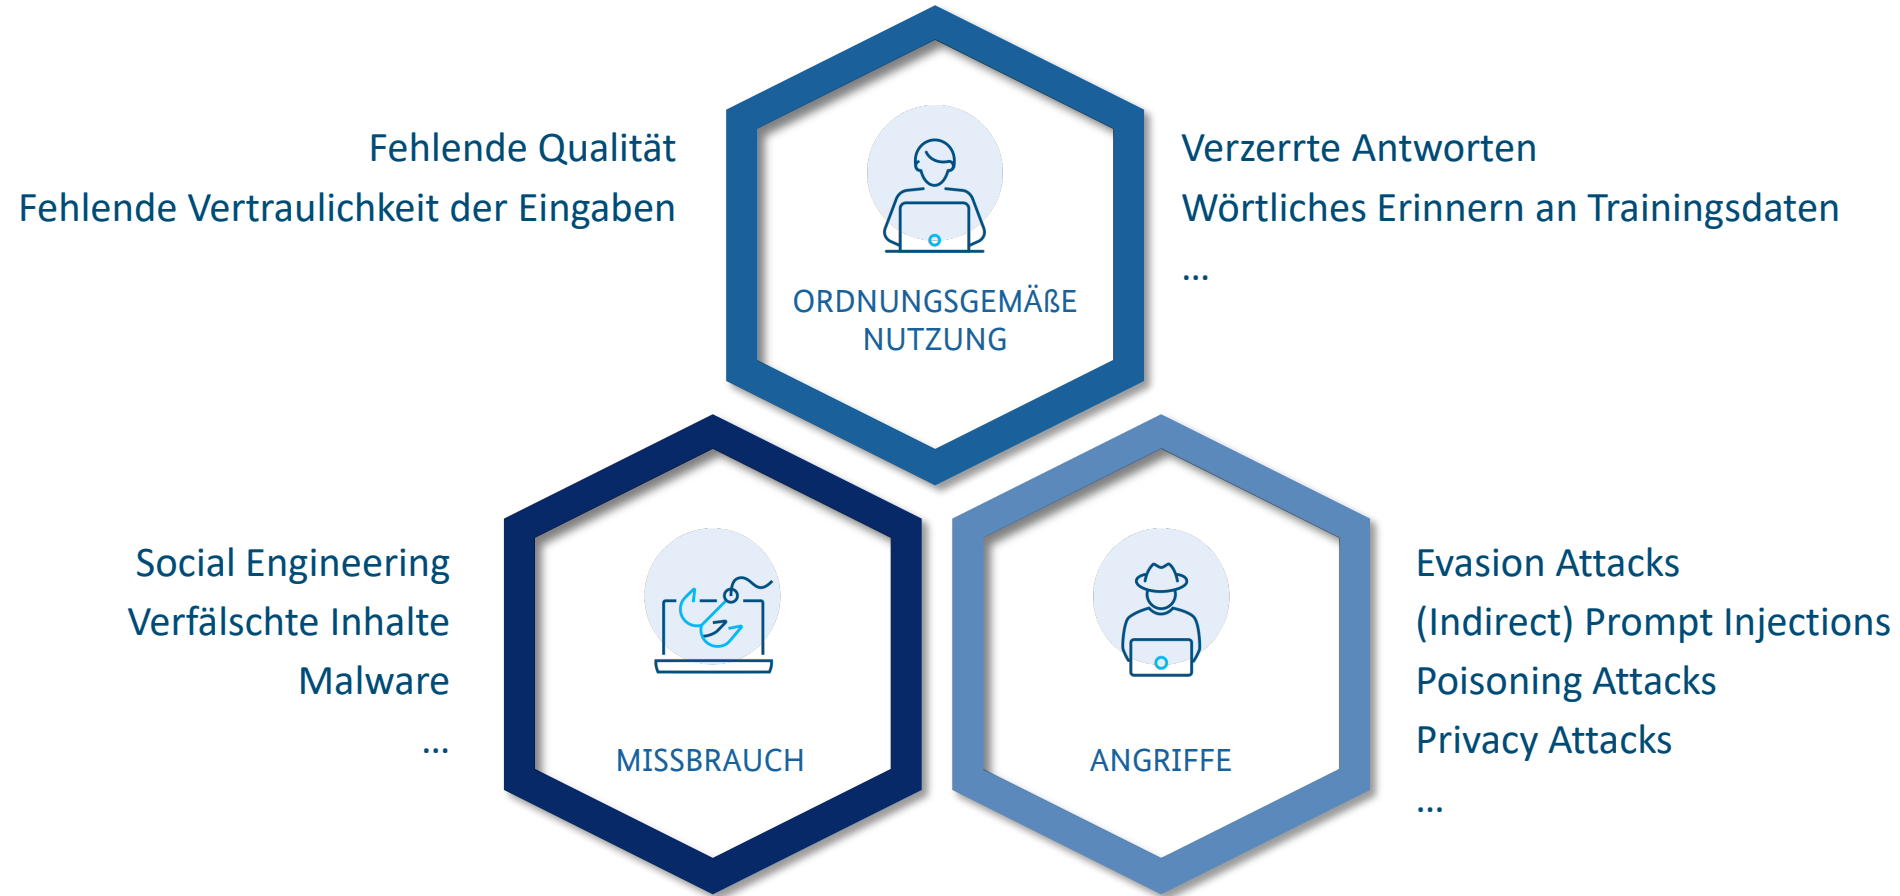 Fehlende Qualität
Fehlende Vertraulichkeit der Eingaben
Verzerrte Antworten
Wörtliches Erinnern an Trainingsdaten
...
ORDNUNGSGEMÄßE
NUTZUNG
Social Engineering
Verfälschte Inhalte
Malware
...
MISSBRAUCH
ANGRIFFE
Evasion Attacks
(Indirect) Prompt Injections
Poisoning Attacks
Privacy Attacks
...